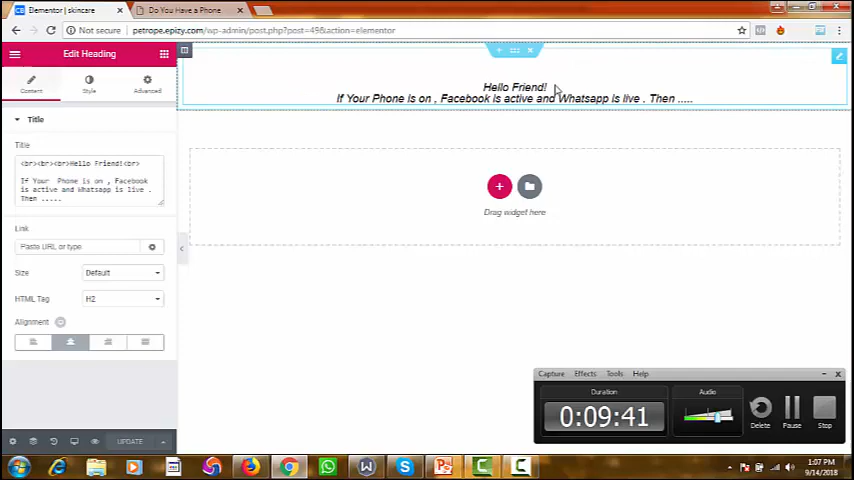 Elementor | skincare
Do You Have a Phone
Not secure
petrope.epizy.com/wp-admin/post.php?post=49&action=elementor
Edit Heading
Content
Style
Advanced
Title
Title
<br><br><br>Hello Friend!<br>
If Your Phone is on , Facebook
is active and Whatsapp is live .
Then .....
Link
Paste URL or type
Size
Default
HTML Tag
H2
Alignment
UPDATE
Hello Friend!
If Your Phone is on , Facebook is active and Whatsapp is live . Then .....
Drag widget here
Capture
Effects
Tools
Help
Duration
0:09:41
Audio
Delete
Pause
Stop
1:07 PM
9/14/2018